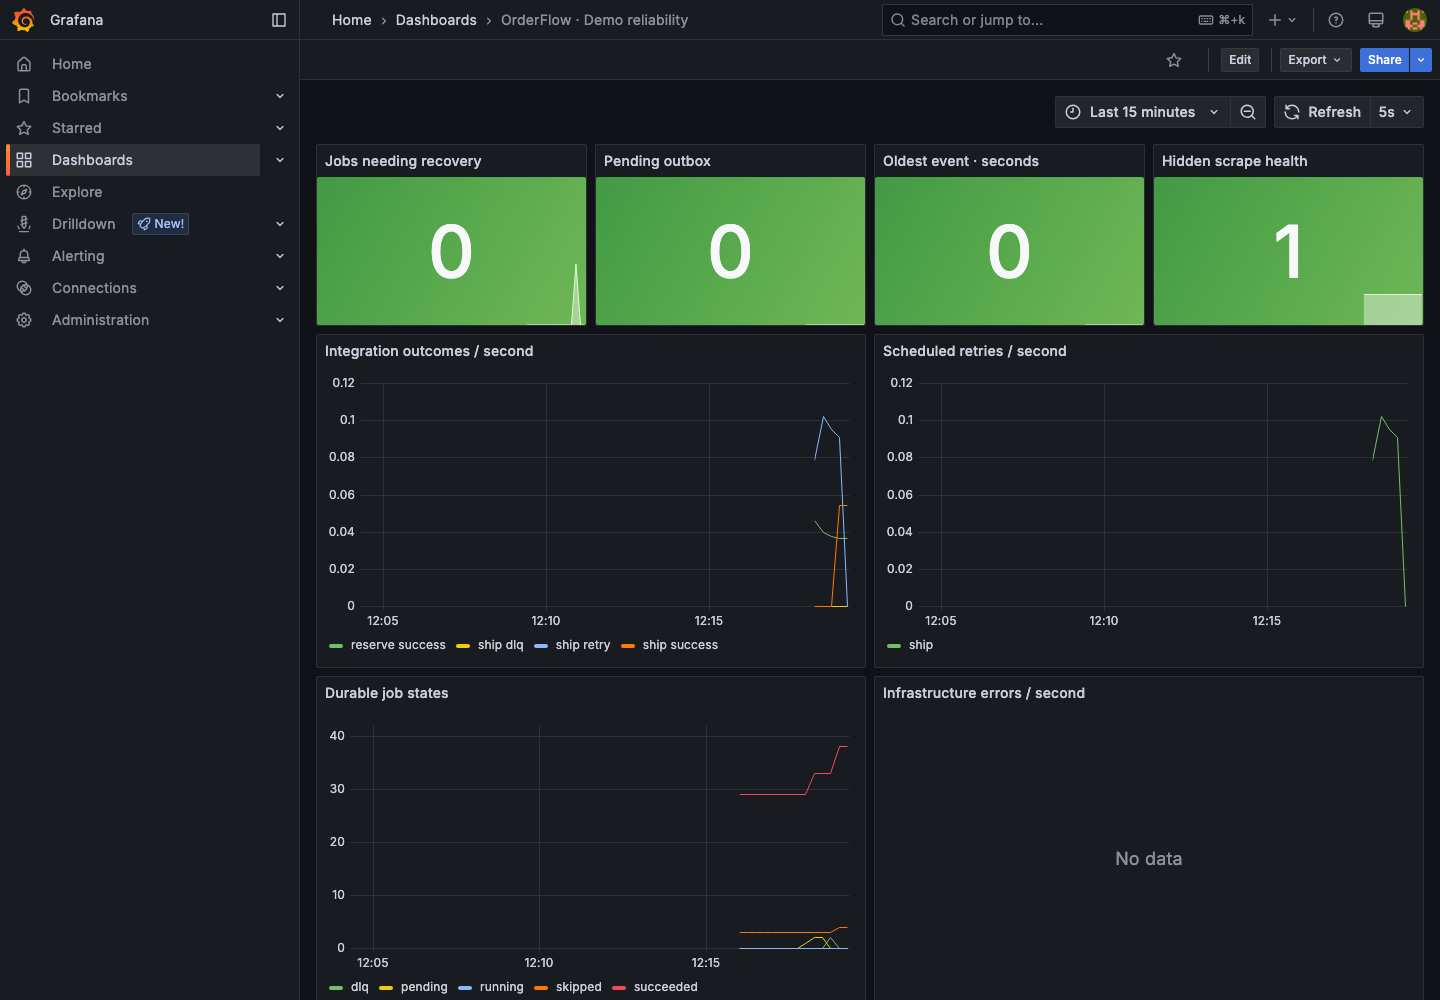 Grafana
Home › Dashboards › OrderFlow · Demo reliability
Search or jump to...
⌘+k
Home
Bookmarks
Starred
Dashboards
Explore
Drilldown
New!
Alerting
Connections
Administration
Edit
Export
Share
Last 15 minutes
Refresh
5s
Jobs needing recovery
0
Pending outbox
0
Oldest event · seconds
0
Hidden scrape health
1
Integration outcomes / second
0.12
0.1
0.08
0.06
0.04
0.02
0
12:05 12:10 12:15
reserve success ship dlq ship retry ship success
Scheduled retries / second
0.12
0.1
0.08
0.06
0.04
0.02
0
12:05 12:10 12:15
ship
Durable job states
40
30
20
10
0
12:05 12:10 12:15
dlq pending running skipped succeeded
Infrastructure errors / second
No data